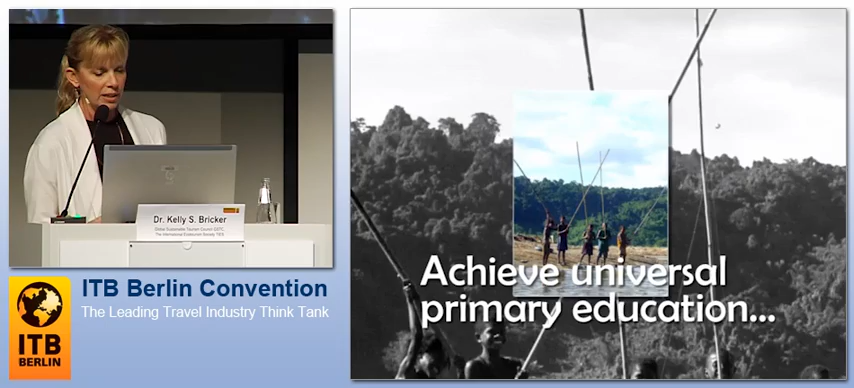 Dr. Kelly S. Bricker
Global Sustainable Tourism Council GSTC
The International Ecotourism Society TIES
ITB Berlin Convention
The Leading Travel Industry Think Tank
ITB
BERLIN
Achieve universal
primary education...